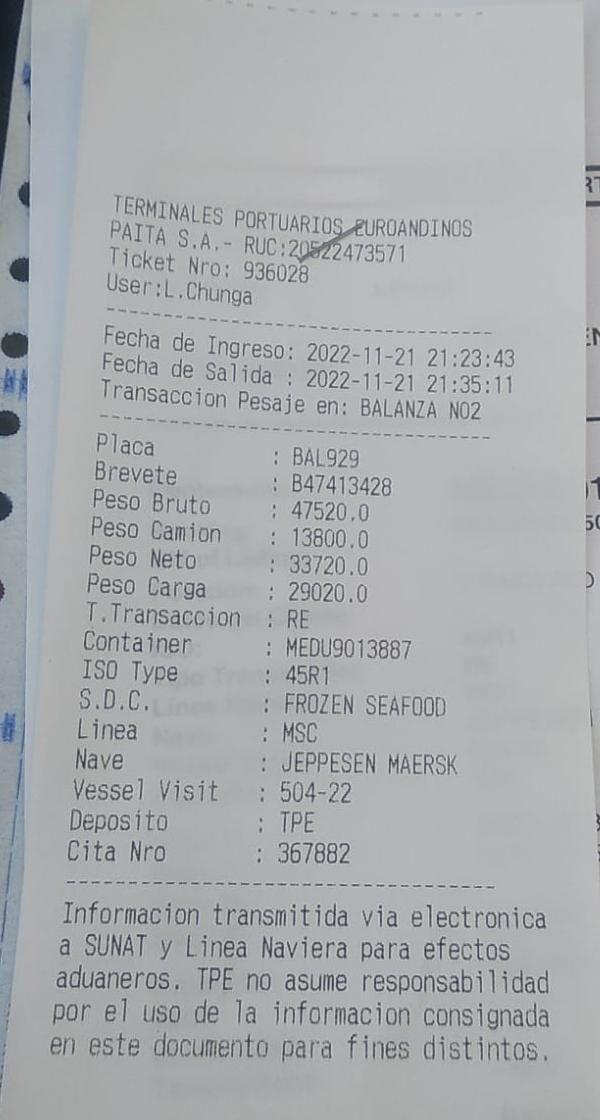 TERMINALES PORTUARIOS EUROANDINOS
PAITA S.A.- RUC:20522473571
Ticket Nro: 936028
User:L.Chunga
Fecha de Ingreso: 2022-11-21 21:23:43
Fecha de Salida : 2022-11-21 21:35:11
Transaccion Pesaje en: BALANZA NO2
Placa : BAL929
Brevete : B47413428
Peso Bruto : 47520.0
Peso Camion : 13800.0
Peso Neto : 33720.0
Peso Carga : 29020.0
T.Transaccion : RE
Container : MEDU9013887
ISO Type : 45R1
S.D.C. : FROZEN SEAFOOD
Linea : MSC
Nave : JEPPESEN MAERSK
Vessel Visit : 504-22
Deposito : TPE
Cita Nro : 367882
Informacion transmitida via electronica
a SUNAT y Linea Naviera para efectos
aduaneros. TPE no asume responsabilidad
por el uso de la informacion consignada
en este documento para fines distintos.